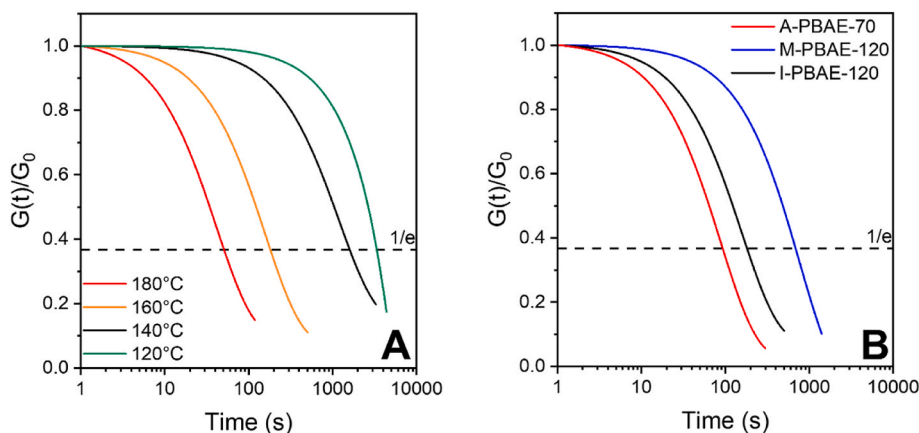 1.0
0.8
0.6
0.4
0.2
0.0
G(t)/G₀
1/e
180°C
160°C
140°C
120°C
A
1 10 100 1000 10000
Time (s)
1.0
0.8
0.6
0.4
0.2
0.0
G(t)/G₀
A-PBAE-70
M-PBAE-120
I-PBAE-120
1/e
B
1 10 100 1000 10000
Time (s)